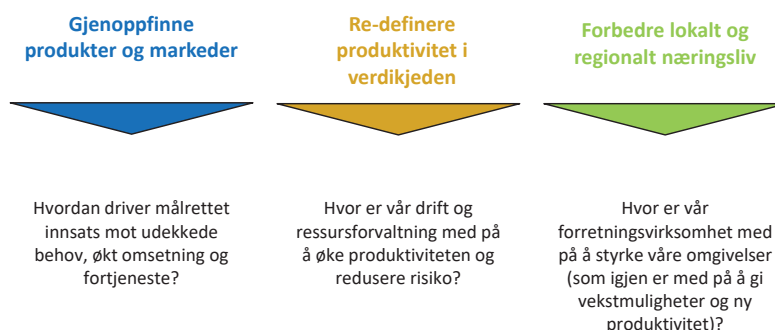 Gjenoppfinne
produkter og markeder
Re-definere
produktivitet i
verdikjeden
Forbedre lokalt og
regionalt næringsliv
Hvordan driver målrettet
innsats mot udekkede
behov, økt omsetning og
fortjeneste?
Hvor er vår drift og
ressursforvaltning med på
å øke produktiviteten og
redusere risiko?
Hvor er vår
forretningsvirksomhet med
på å styrke våre omgivelser
(som igjen er med på å gi
vekstmuligheter og ny
produktivitet)?